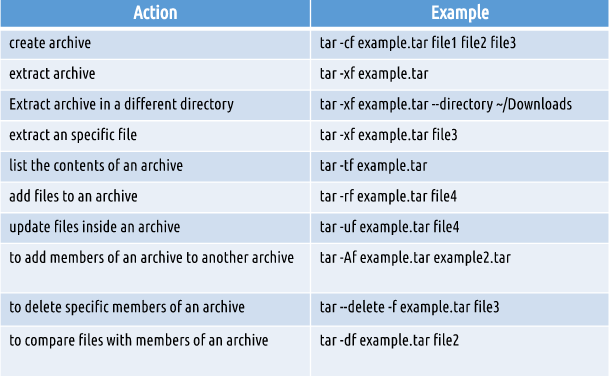 Action Example
create archive tar -cf example.tar file1 file2 file3
extract archive tar -xf example.tar
Extract archive in a different directory tar -xf example.tar --directory ~/Downloads
extract an specific file tar -xf example.tar file3
list the contents of an archive tar -tf example.tar
add files to an archive tar -rf example.tar file4
update files inside an archive tar -uf example.tar file4
to add members of an archive to another archive tar -Af example.tar example2.tar
to delete specific members of an archive tar --delete -f example.tar file3
to compare files with members of an archive tar -df example.tar file2